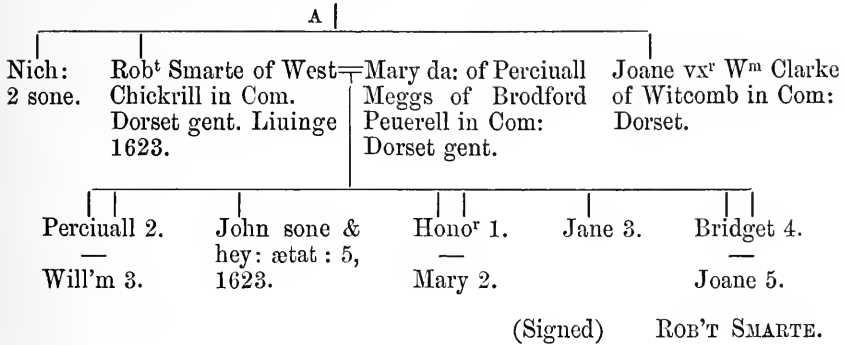 A
Nich:
2 sone.
Robᵗ Smarte of West
Chickrill in Com.
Dorset gent. Liuinge
1623.
Mary da: of Perciuall
Meggs of Brodford
Peuerell in Com:
Dorset gent.
Joane vxʳ Wᵐ Clarke
of Witcomb in Com:
Dorset.
Perciuall 2.
Will'm 3.
John sone &
hey: ætat : 5,
1623.
Honoʳ 1.
Mary 2.
Jane 3.
Bridget 4.
Joane 5.
(Signed) Rob't Smarte.